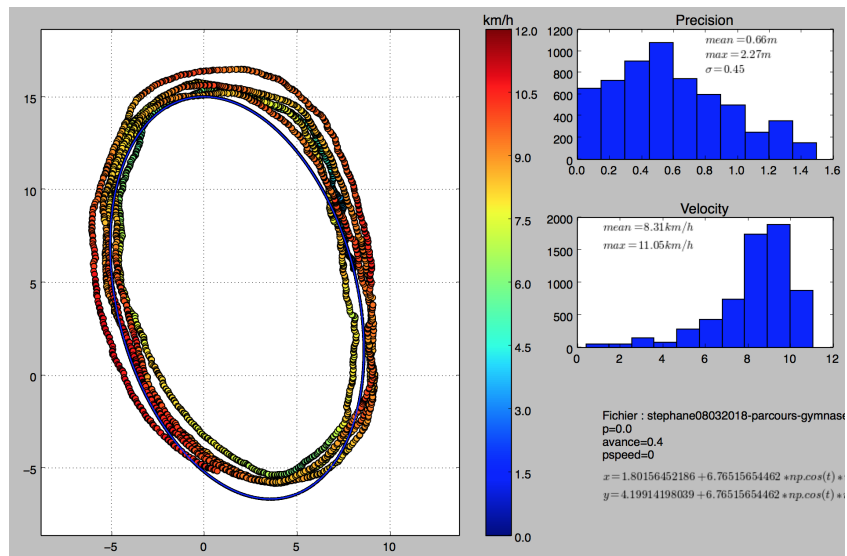 km/h
12.0
10.5
9.0
7.5
6.0
4.5
3.0
1.5
0.0
15
10
5
0
−5
−5
0
5
10
Precision
mean = 0.66m
max = 2.27m
σ = 0.45
1200
1000
800
600
400
200
0
0.0 0.2 0.4 0.6 0.8 1.0 1.2 1.4 1.6
Velocity
mean = 8.31km/h
max = 11.05km/h
2000
1500
1000
500
0
0 2 4 6 8 10 12
Fichier : stephane08032018-parcours-gymnase
p=0.0
avance=0.4
pspeed=0
x = 1.80156452186 + 6.76515654462 * np.cos(t) *
y = 4.19914198039 + 6.76515654462 * np.cos(t) *